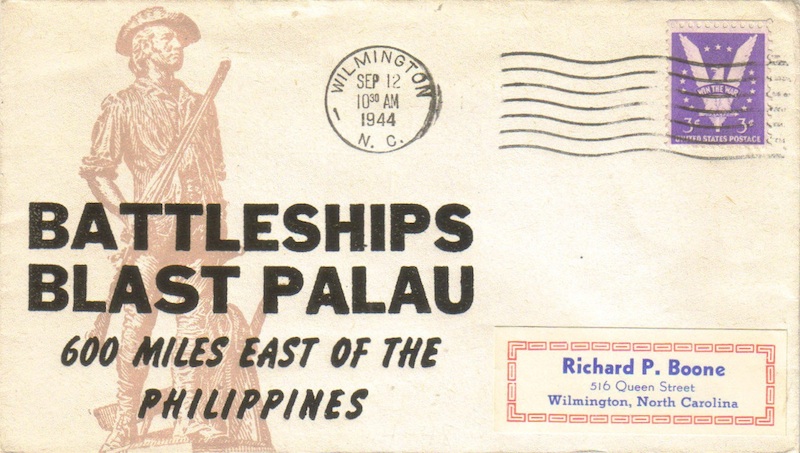 WILMINGTON
SEP 12
10³⁰ AM
1944
N. C.
WIN THE WAR
3¢ 3¢
UNITED STATES POSTAGE
BATTLESHIPS
BLAST PALAU
600 MILES EAST OF THE
PHILIPPINES
Richard P. Boone
516 Queen Street
Wilmington, North Carolina